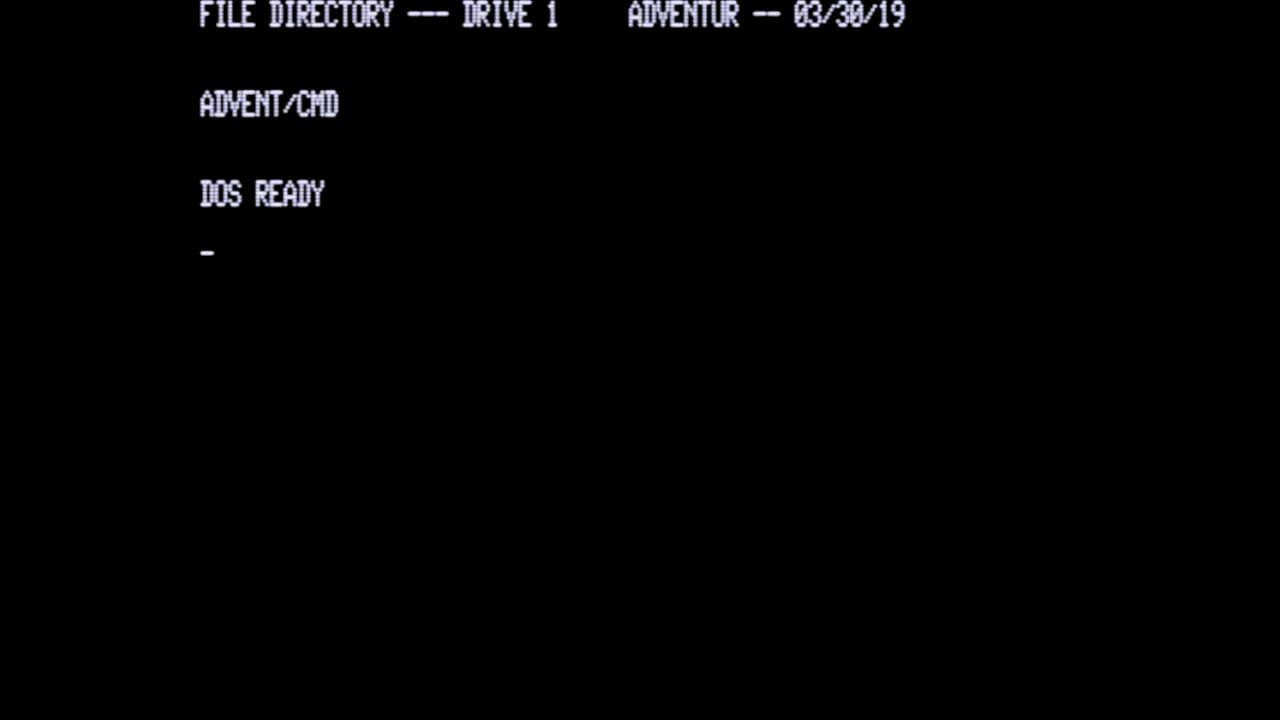 FILE DIRECTORY --- DRIVE 1    ADVENTUR -- 03/30/19
ADVENT/CMD
DOS READY
_